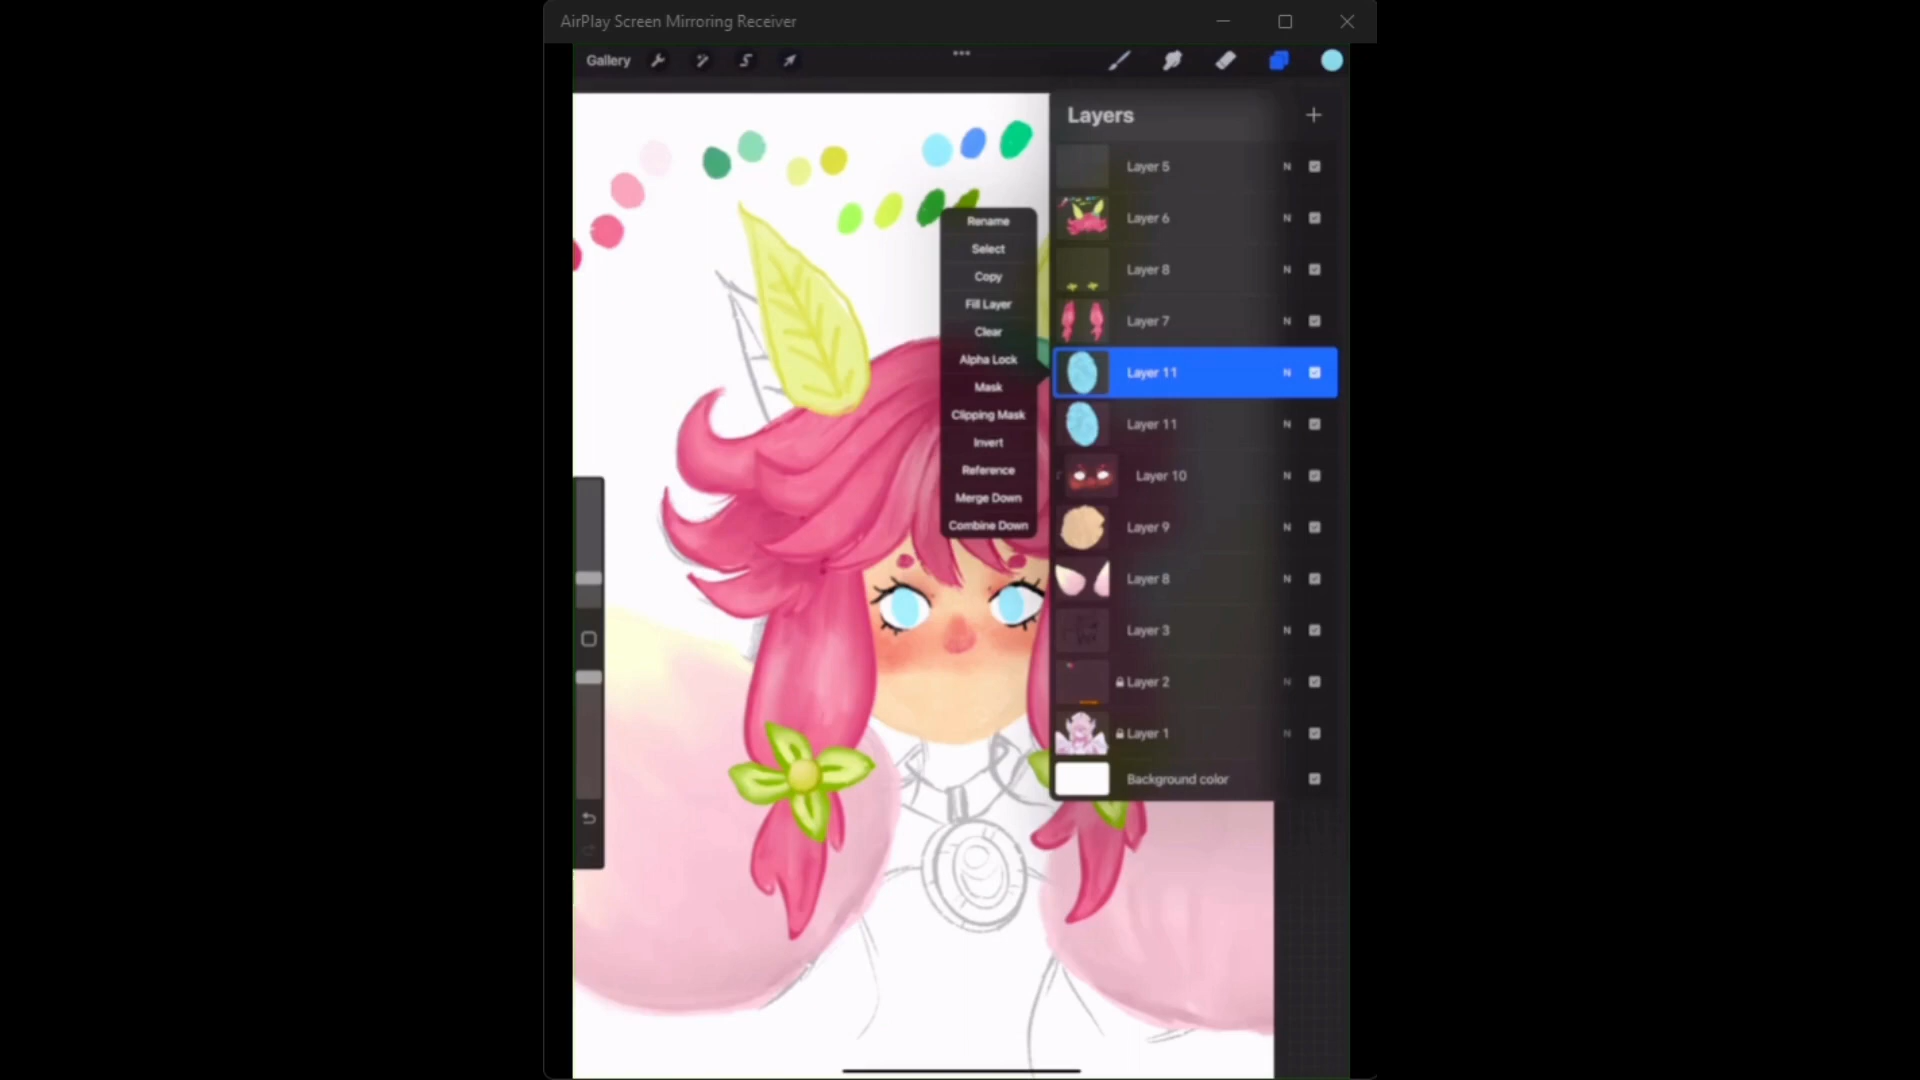 AirPlay Screen Mirroring Receiver
Gallery
Layers
Layer 5 N
Layer 6 N
Layer 8 N
Layer 7 N
Layer 11 N
Layer 11 N
Layer 10 N
Layer 9 N
Layer 8 N
Layer 3 N
Layer 2 N
Layer 1 N
Background color
Rename
Select
Copy
Fill Layer
Clear
Alpha Lock
Mask
Clipping Mask
Invert
Reference
Merge Down
Combine Down